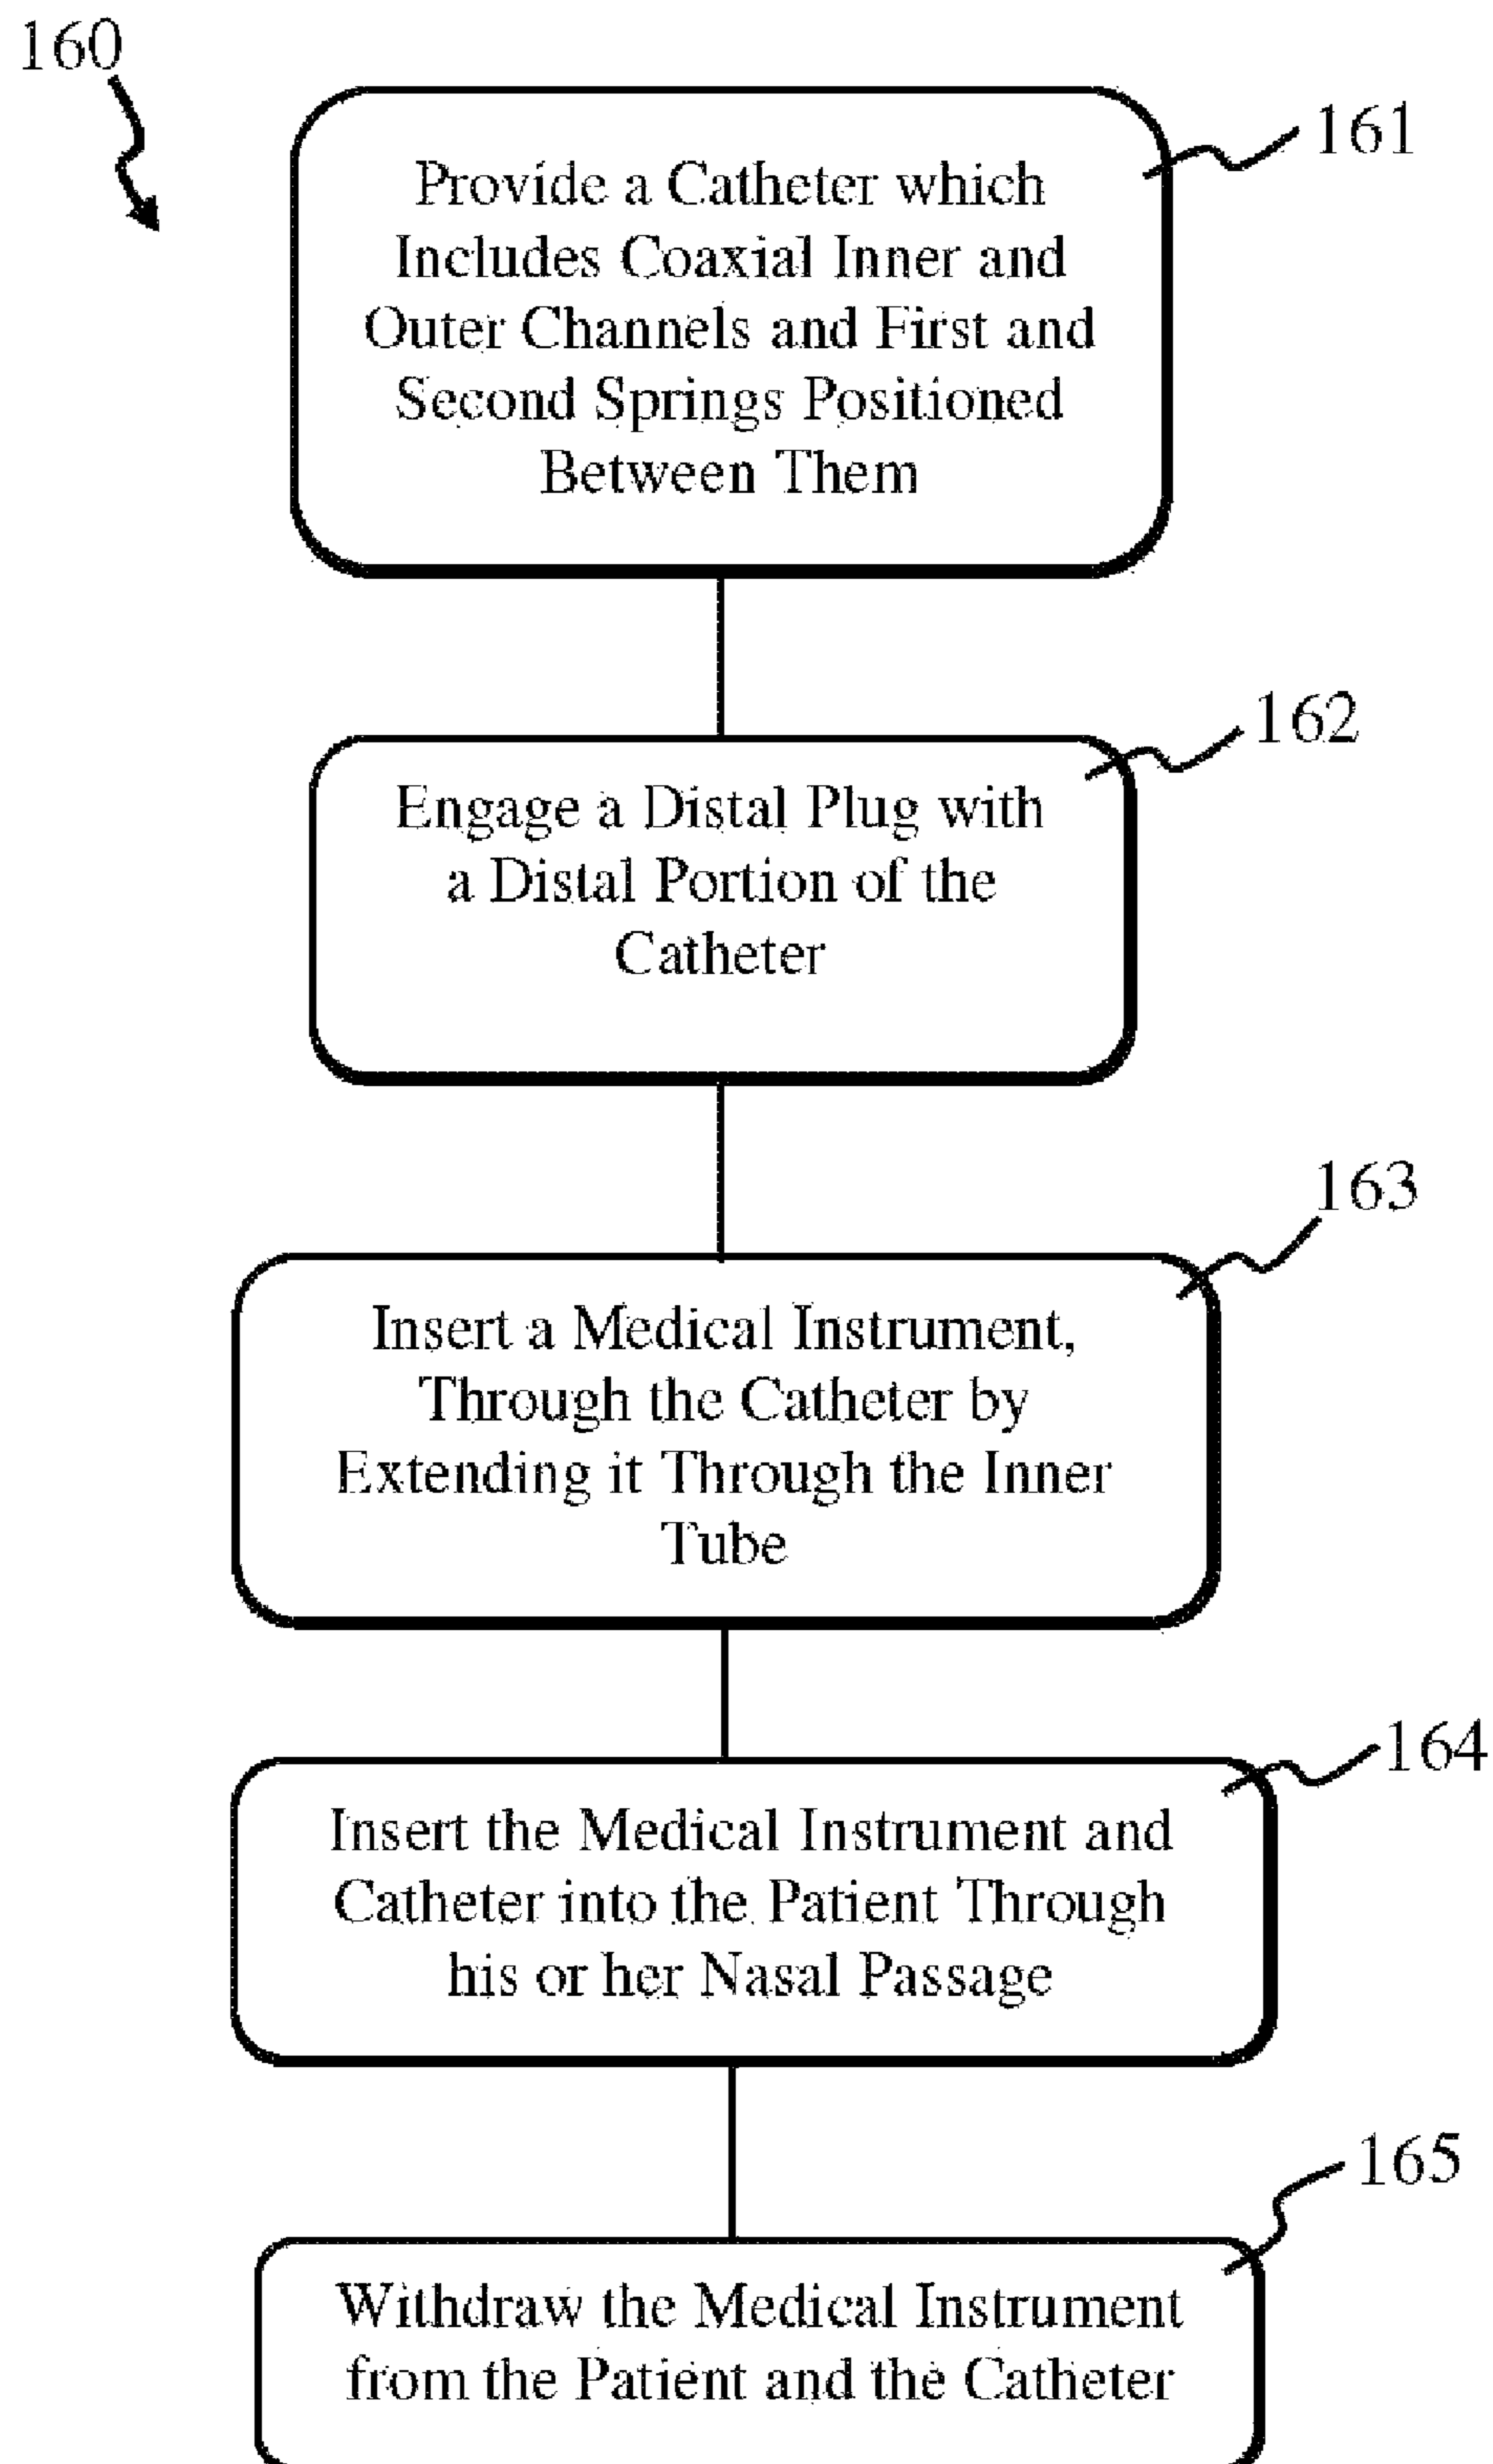 160
161
Provide a Catheter which
Includes Coaxial Inner and
Outer Channels and First and
Second Springs Positioned
Between Them
162
Engage a Distal Plug with
a Distal Portion of the
Catheter
163
Insert a Medical Instrument,
Through the Catheter by
Extending it Through the Inner
Tube
164
Insert the Medical Instrument and
Catheter into the Patient Through
his or her Nasal Passage
165
Withdraw the Medical Instrument
from the Patient and the Catheter